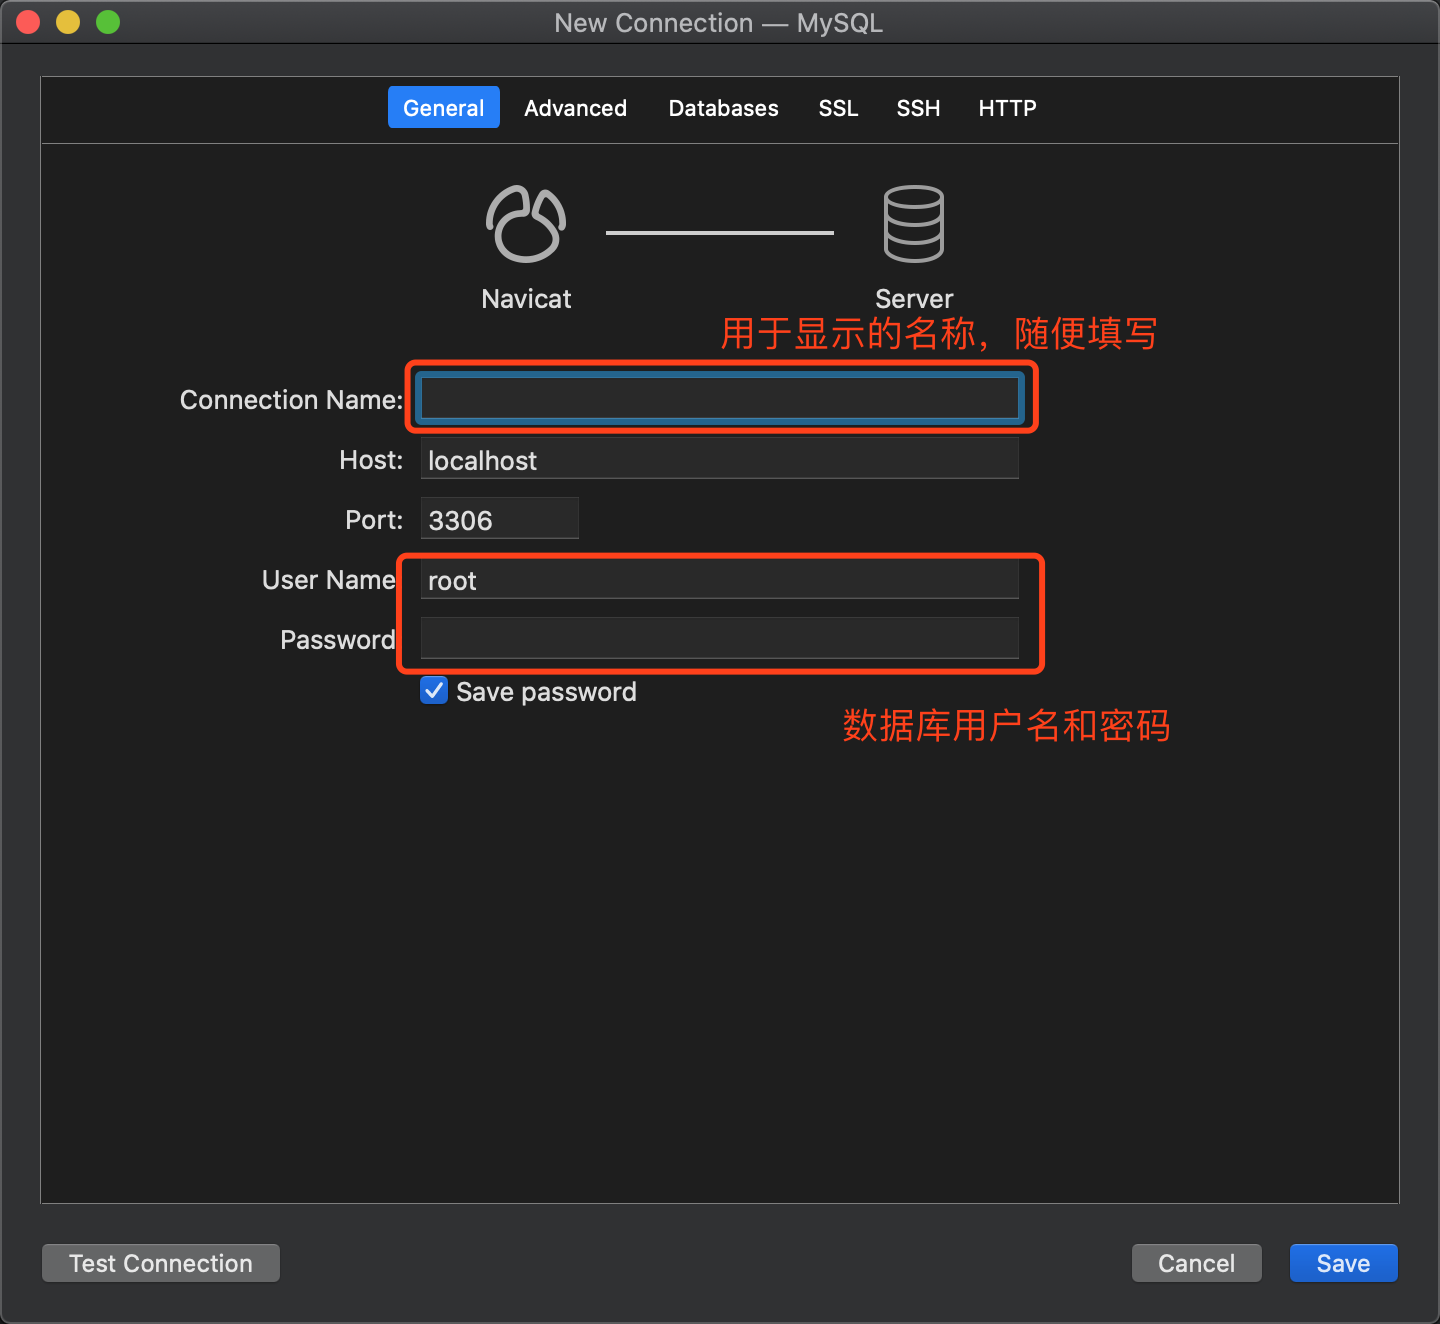 New Connection — MySQL
General Advanced Databases SSL SSH HTTP
Navicat Server
用于显示的名称，随便填写
Connection Name:
Host: localhost
Port: 3306
User Name root
Password
Save password
数据库用户名和密码
Test Connection Cancel Save